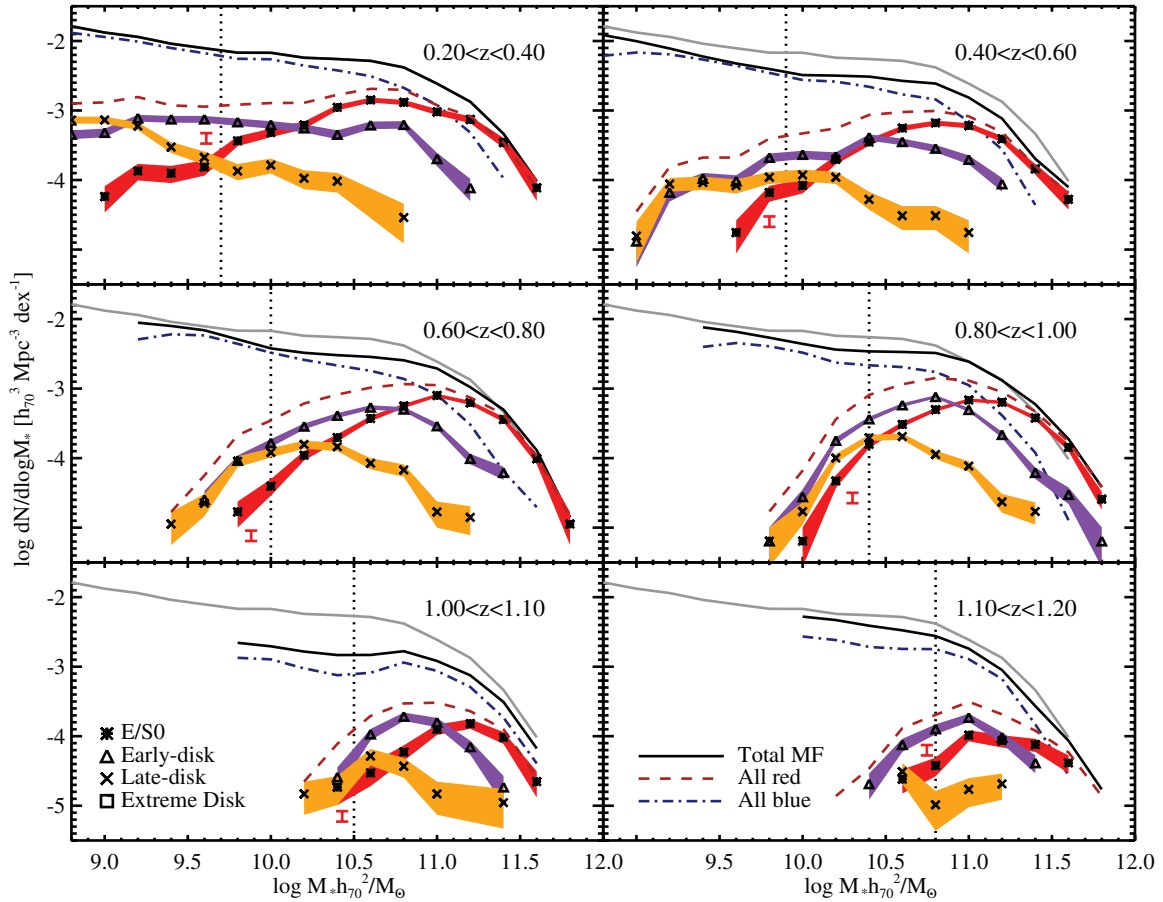 0.20<z<0.40
0.40<z<0.60
-2
-3
-4
0.60<z<0.80
0.80<z<1.00
-2
-3
-4
-5
1.00<z<1.10
1.10<z<1.20
-2
-3
-4
-5
E/S0
Early-disk
Late-disk
Extreme Disk
Total MF
All red
All blue
9.0 9.5 10.0 10.5 11.0 11.5 12.0 9.5 10.0 10.5 11.0 11.5 12.0
log M*h70^2/M⊙
log M*h70^2/M⊙
log dN/dlogM* [h70^3 Mpc^-3 dex^-1]